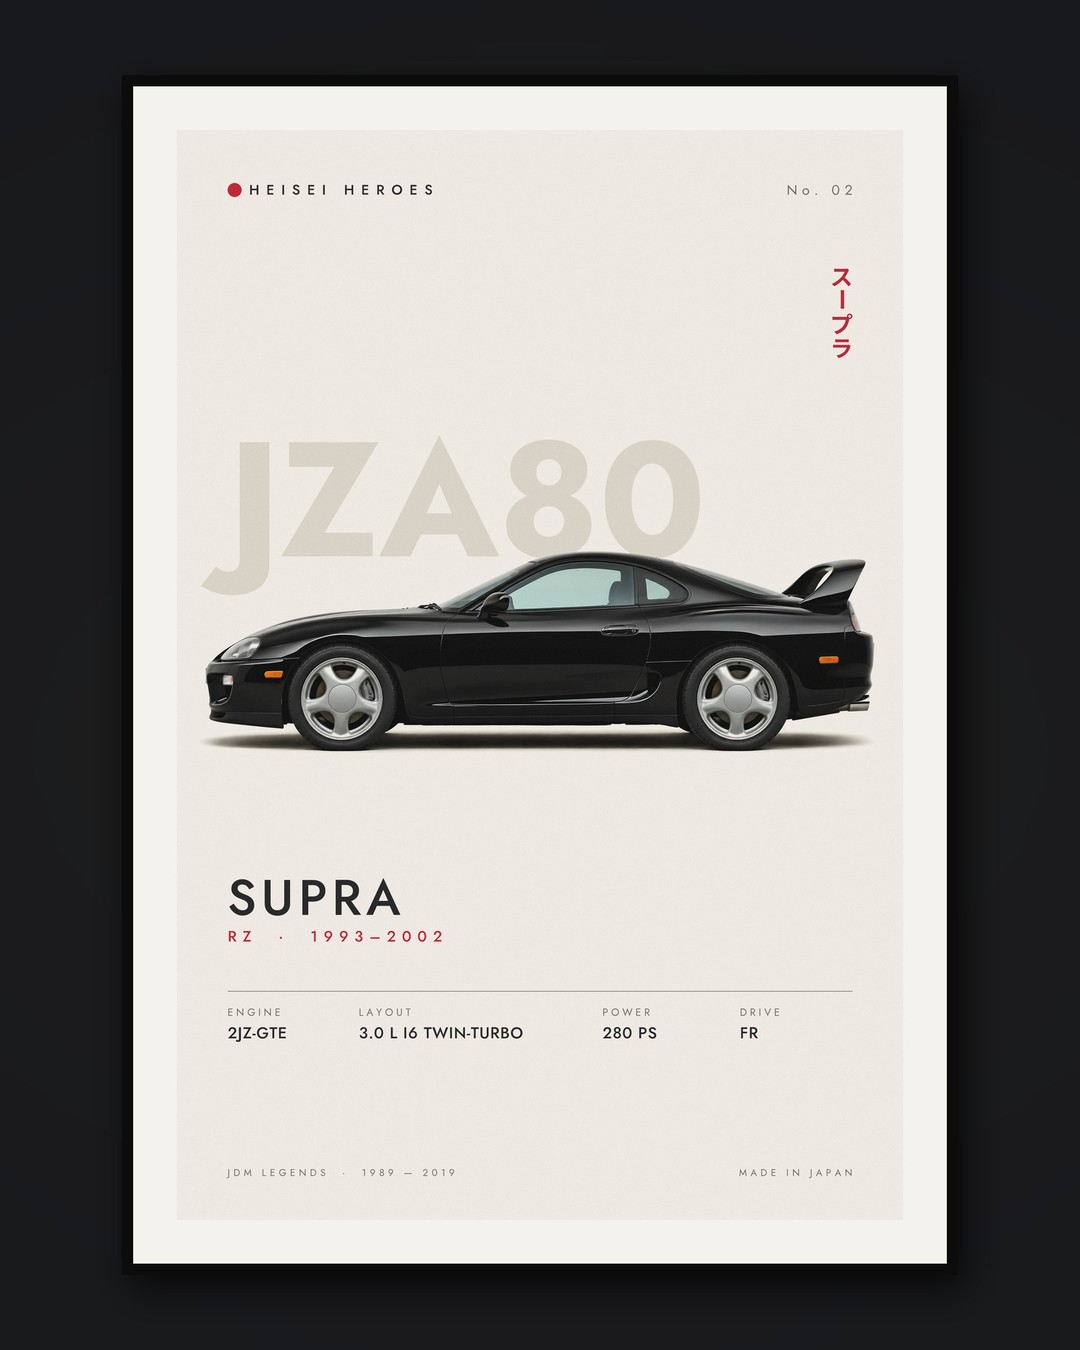 HEISEI HEROES
No. 02
スープラ
JZA80
SUPRA
RZ · 1993–2002
ENGINE
2JZ-GTE
LAYOUT
3.0 L I6 TWIN-TURBO
POWER
280 PS
DRIVE
FR
JDM LEGENDS · 1989 — 2019
MADE IN JAPAN